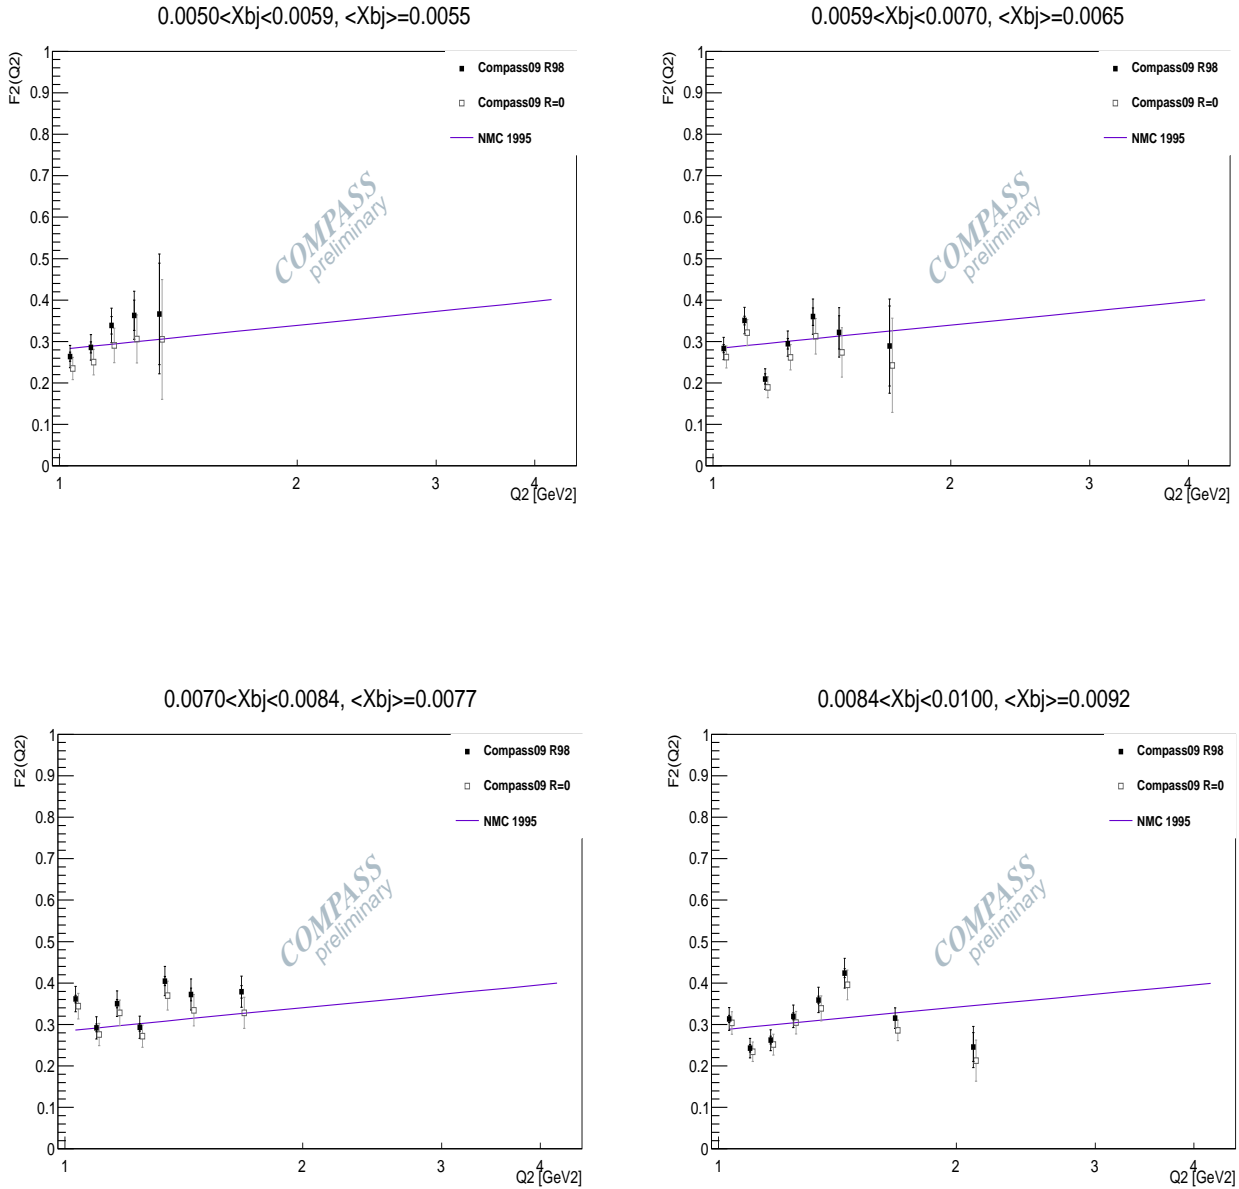 0.0050<Xbj<0.0059, <Xbj>=0.0055
F2(Q2)
1
0.9
0.8
0.7
0.6
0.5
0.4
0.3
0.2
0.1
0
Compass09 R98
Compass09 R=0
NMC 1995
COMPASS
preliminary
1
2
3
4
Q2 [GeV2]
0.0059<Xbj<0.0070, <Xbj>=0.0065
F2(Q2)
1
0.9
0.8
0.7
0.6
0.5
0.4
0.3
0.2
0.1
0
Compass09 R98
Compass09 R=0
NMC 1995
COMPASS
preliminary
1
2
3
4
Q2 [GeV2]
0.0070<Xbj<0.0084, <Xbj>=0.0077
F2(Q2)
1
0.9
0.8
0.7
0.6
0.5
0.4
0.3
0.2
0.1
0
Compass09 R98
Compass09 R=0
NMC 1995
COMPASS
preliminary
1
2
3
4
Q2 [GeV2]
0.0084<Xbj<0.0100, <Xbj>=0.0092
F2(Q2)
1
0.9
0.8
0.7
0.6
0.5
0.4
0.3
0.2
0.1
0
Compass09 R98
Compass09 R=0
NMC 1995
COMPASS
preliminary
1
2
3
4
Q2 [GeV2]